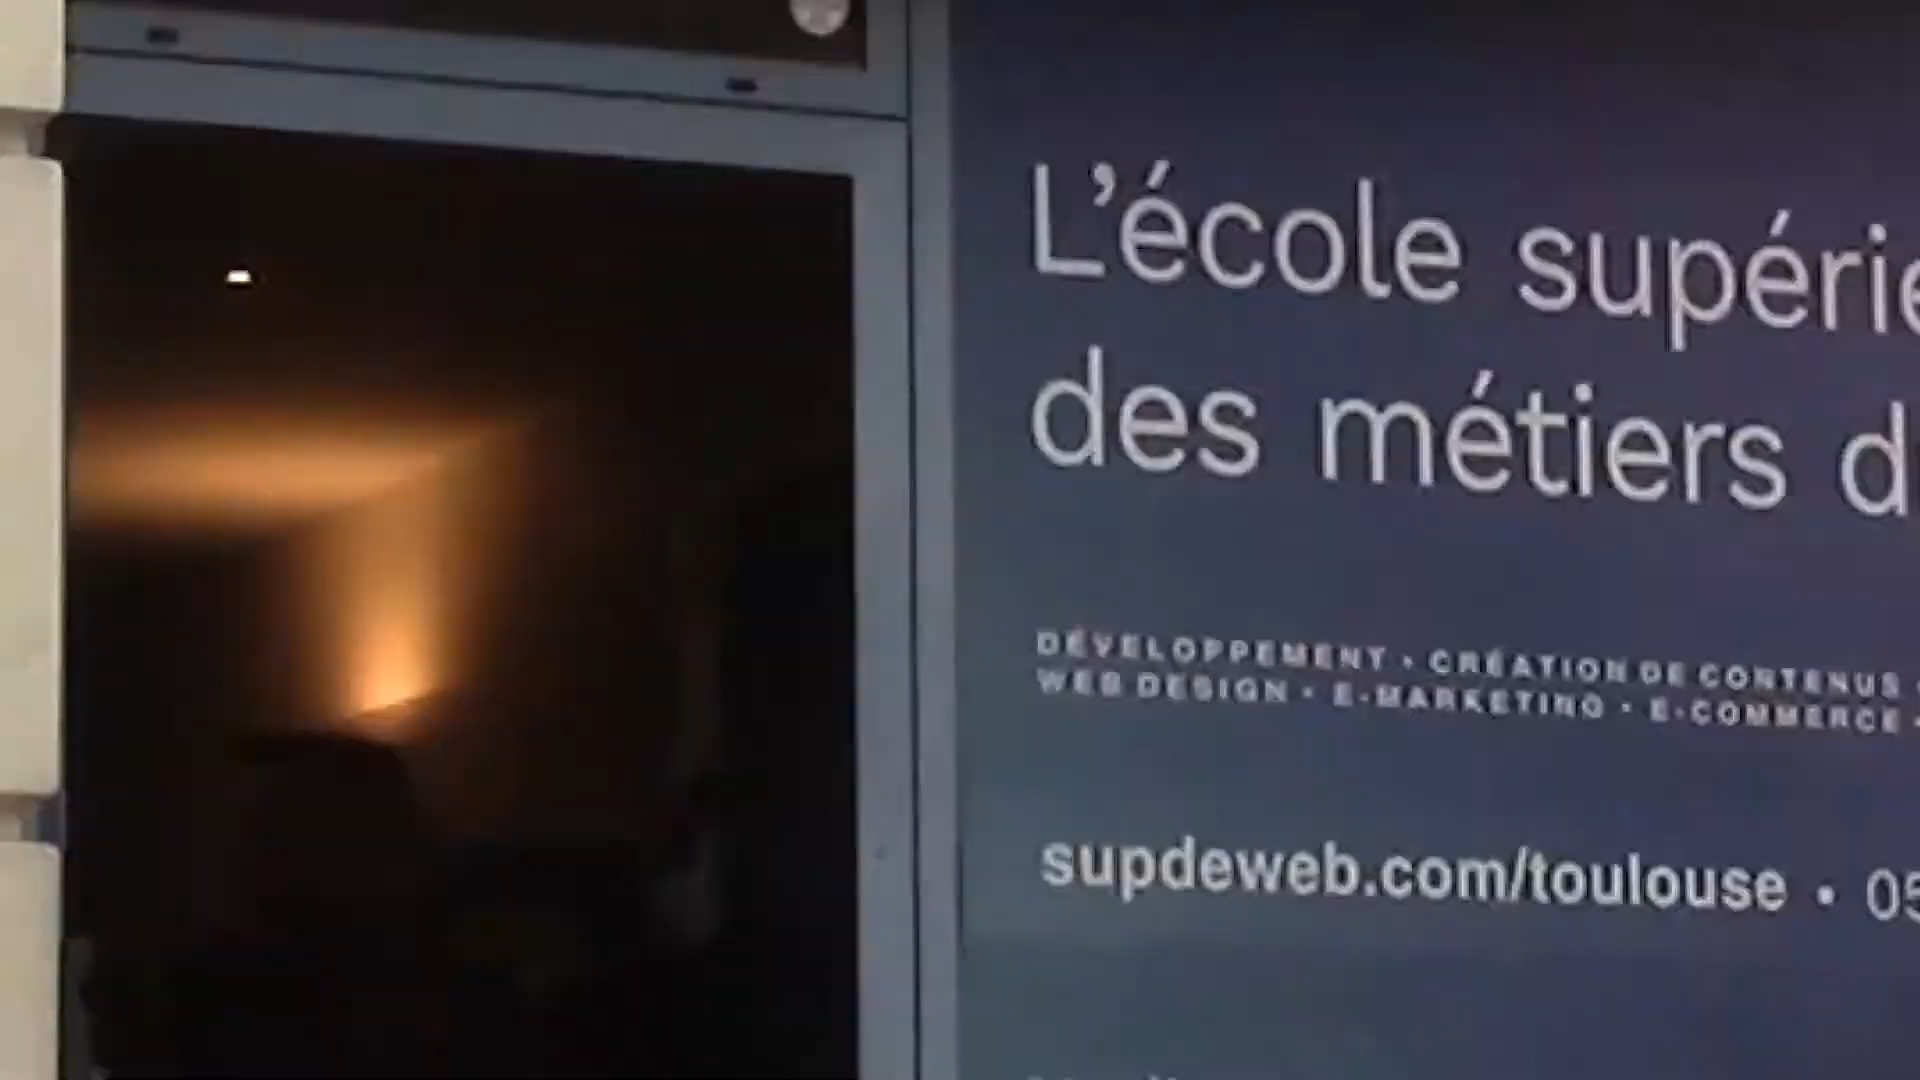 L'école supérie
des métiers d
DÉVELOPPEMENT • CRÉATION DE CONTENUS •
WEB DESIGN • E-MARKETING • E-COMMERCE •
supdeweb.com/toulouse • 05